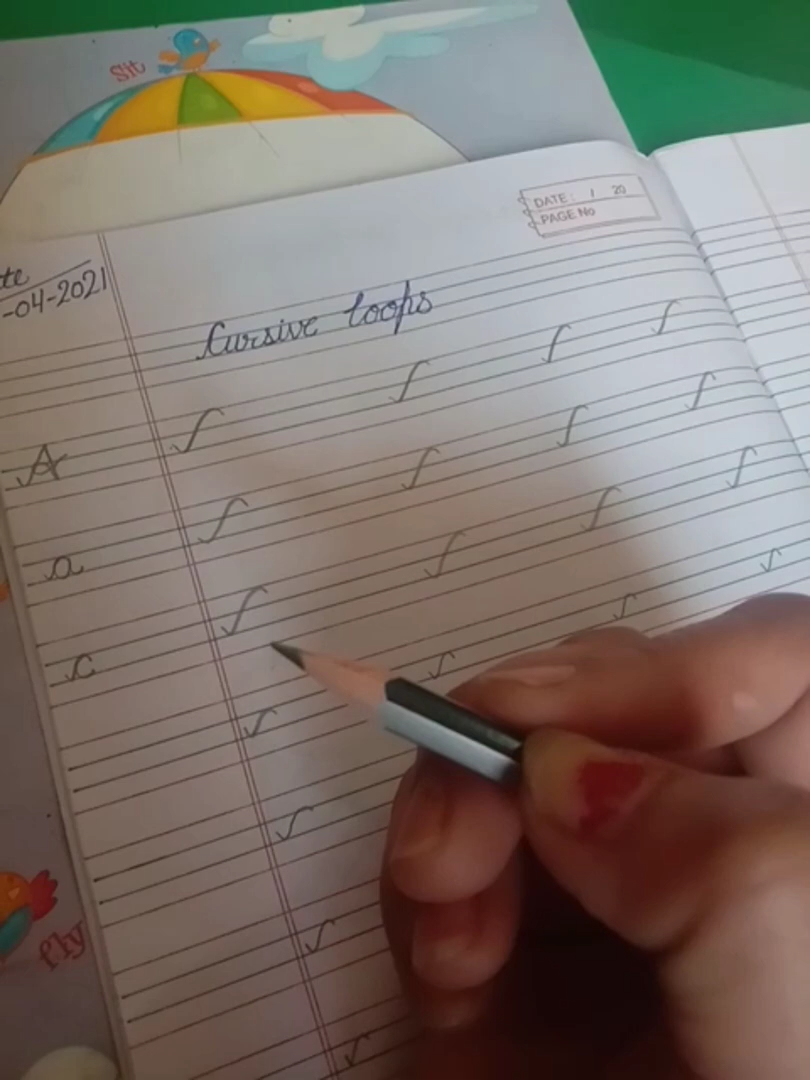 Sit
DATE: / 20
PAGE No
-04-2021
Cursive loops
A
a
c
fly